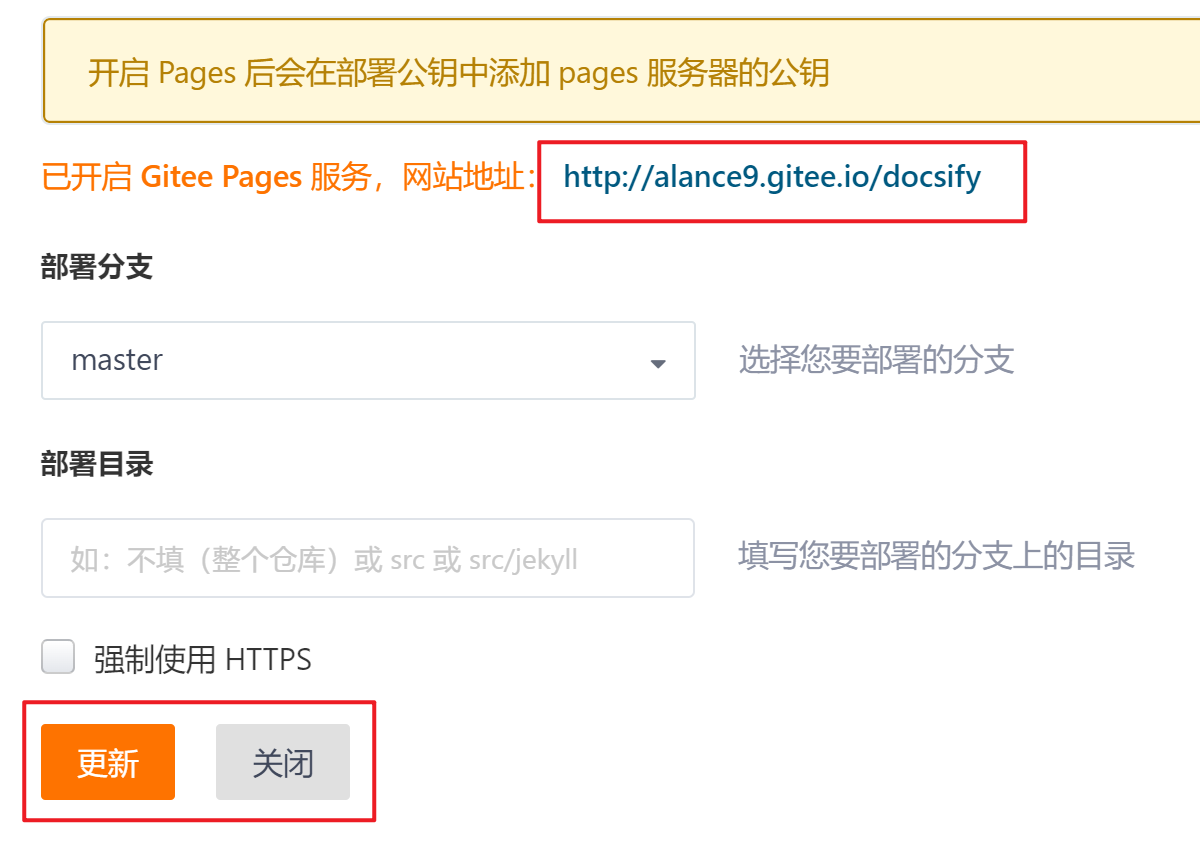 开启 Pages 后会在部署公钥中添加 pages 服务器的公钥
已开启 Gitee Pages 服务，网站地址： http://alance9.gitee.io/docsify
部署分支
master 选择您要部署的分支
部署目录
如：不填（整个仓库）或 src 或 src/jekyll 填写您要部署的分支上的目录
强制使用 HTTPS
更新 关闭